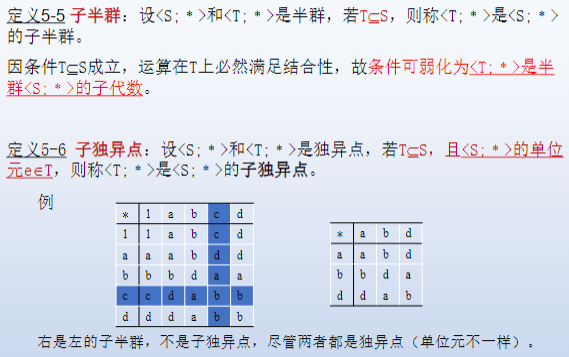 定义5-5 子半群：设<S;*>和<T;*>是半群，若T⊆S，则称<T;*>是<S;*>
的子半群。
因条件T⊆S成立，运算在T上必然满足结合性，故条件可弱化为<T;*>是半
群<S;*>的子代数。
定义5-6 子独异点：设<S;*>和<T;*>是独异点，若T⊆S，且<S;*>的单位
元e∈T，则称<T;*>是<S;*>的子独异点。
例
* 1 a b c d
1 1 a b c d
a a a b d d
b b b d a a
c c d a b b
d d d a b b
* a b d
a a b d
b b d a
d d a b
右是左的子半群，不是子独异点，尽管两者都是独异点（单位元不一样）。